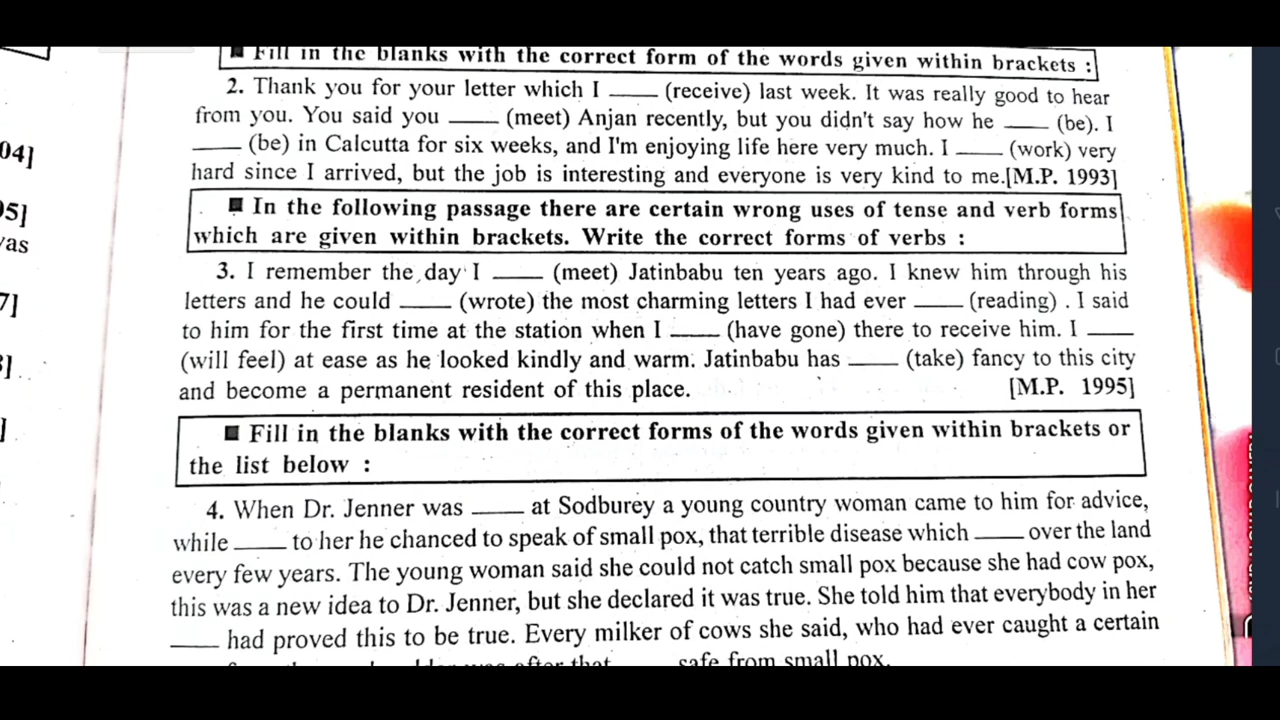 ■ Fill in the blanks with the correct form of the words given within brackets :
2. Thank you for your letter which I ____ (receive) last week. It was really good to hear
from you. You said you ____ (meet) Anjan recently, but you didn't say how he ____ (be). I
____ (be) in Calcutta for six weeks, and I'm enjoying life here very much. I ____ (work) very
hard since I arrived, but the job is interesting and everyone is very kind to me.[M.P. 1993]
■ In the following passage there are certain wrong uses of tense and verb forms
which are given within brackets. Write the correct forms of verbs :
3. I remember the day I ____ (meet) Jatinbabu ten years ago. I knew him through his
letters and he could ____ (wrote) the most charming letters I had ever ____ (reading) . I said
to him for the first time at the station when I ____ (have gone) there to receive him. I ____
(will feel) at ease as he looked kindly and warm. Jatinbabu has ____ (take) fancy to this city
and become a permanent resident of this place. [M.P. 1995]
■ Fill in the blanks with the correct forms of the words given within brackets or
the list below :
4. When Dr. Jenner was ____ at Sodburey a young country woman came to him for advice,
while ____ to her he chanced to speak of small pox, that terrible disease which ____ over the land
every few years. The young woman said she could not catch small pox because she had cow pox,
this was a new idea to Dr. Jenner, but she declared it was true. She told him that everybody in her
____ had proved this to be true. Every milker of cows she said, who had ever caught a certain
after that ____ safe from small pox.
04]
95]
was
7]
]
]